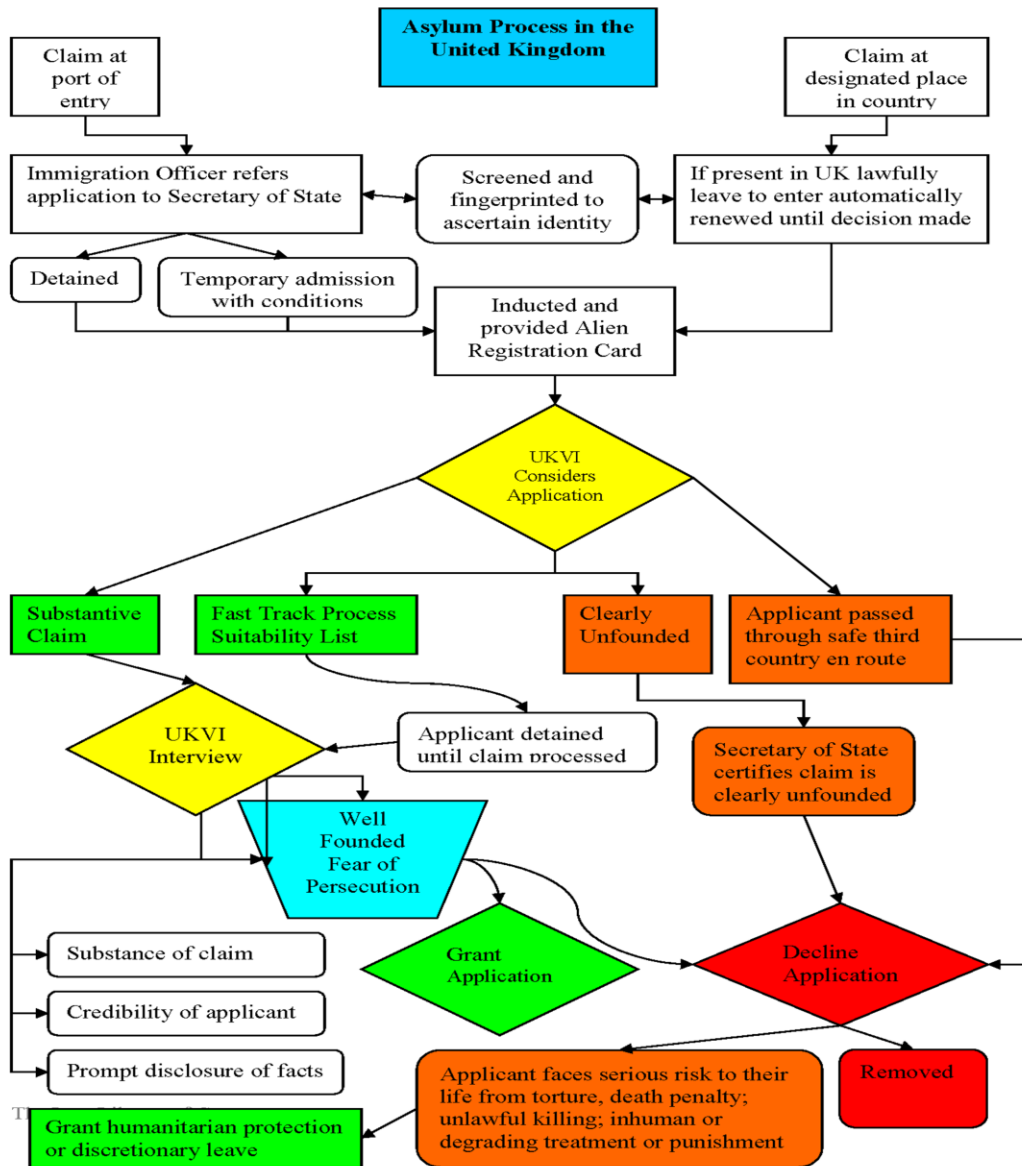 Asylum Process in the
United Kingdom
Claim at
port of
entry
Claim at
designated place
in country
Immigration Officer refers
application to Secretary of State
Screened and
fingerprinted to
ascertain identity
If present in UK lawfully
leave to enter automatically
renewed until decision made
Detained
Temporary admission
with conditions
Inducted and
provided Alien
Registration Card
UKVI
Considers
Application
Substantive
Claim
Fast Track Process
Suitability List
Clearly
Unfounded
Applicant passed
through safe third
country en route
UKVI
Interview
Applicant detained
until claim processed
Secretary of State
certifies claim is
clearly unfounded
Well
Founded
Fear of
Persecution
Substance of claim
Credibility of applicant
Prompt disclosure of facts
Grant
Application
Decline
Application
Applicant faces serious risk to their
life from torture, death penalty;
unlawful killing; inhuman or
degrading treatment or punishment
Removed
Grant humanitarian protection
or discretionary leave